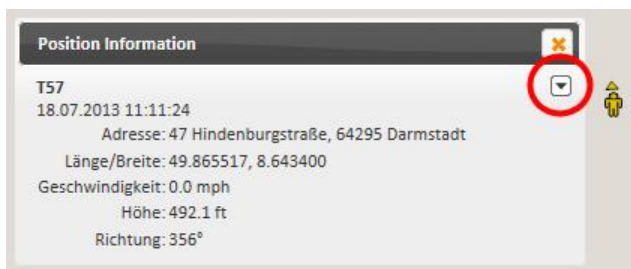 Position Information
T57
18.07.2013 11:11:24
Adresse: 47 Hindenburgstraße, 64295 Darmstadt
Länge/Breite: 49.865517, 8.643400
Geschwindigkeit: 0.0 mph
Höhe: 492.1 ft
Richtung: 356°